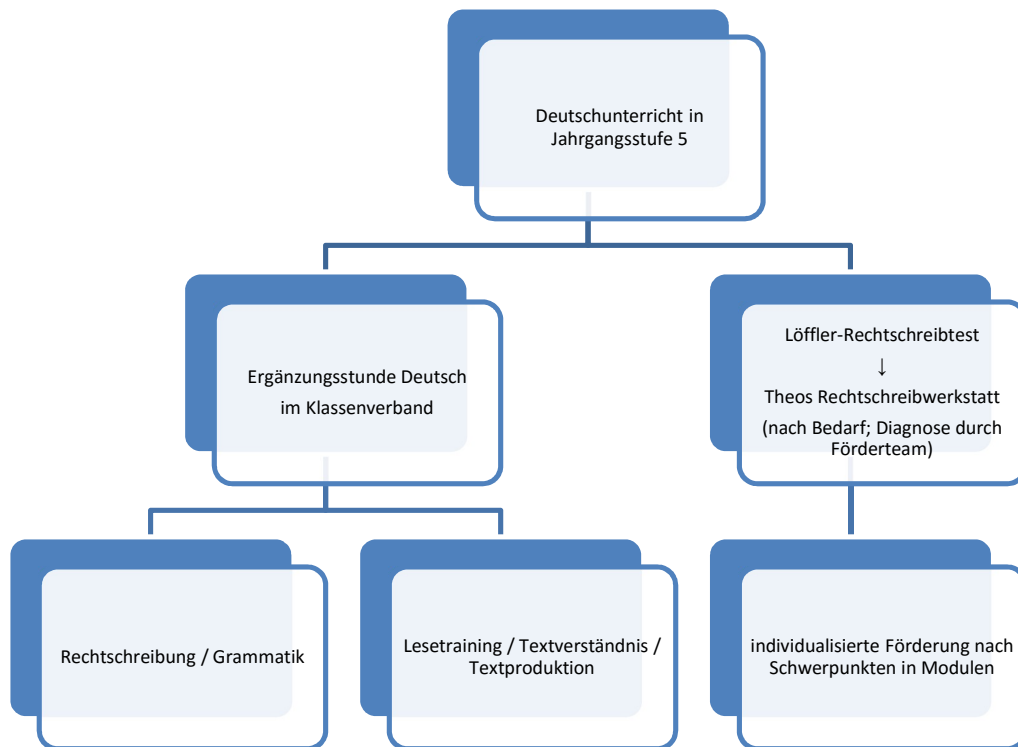 Deutschunterricht in
Jahrgangsstufe 5
Ergänzungsstunde Deutsch
im Klassenverband
Löffler-Rechtschreibtest
↓
Theos Rechtschreibwerkstatt
(nach Bedarf; Diagnose durch
Förderteam)
Rechtschreibung / Grammatik
Lesetraining / Textverständnis /
Textproduktion
individualisierte Förderung nach
Schwerpunkten in Modulen